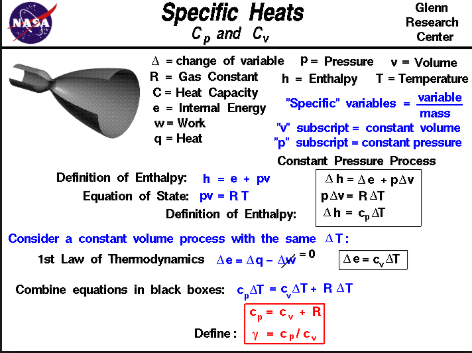 NASA
Specific Heats
Cp and Cv
Glenn
Research
Center
Δ = change of variable p = Pressure v = Volume
R = Gas Constant h = Enthalpy T = Temperature
C = Heat Capacity
e = Internal Energy
w = Work
q = Heat
"Specific" variables = variable / mass
"v" subscript = constant volume
"p" subscript = constant pressure
Constant Pressure Process
Definition of Enthalpy: h = e + pv Δh = Δe + pΔv
Equation of State: pv = R T pΔv = R ΔT
Definition of Enthalpy: Δh = cp ΔT
Consider a constant volume process with the same ΔT:
1st Law of Thermodynamics Δe = Δq – Δw = 0 Δe = cv ΔT
Combine equations in black boxes: cp ΔT = cv ΔT + R ΔT
cp = cv + R
Define: γ = cp / cv